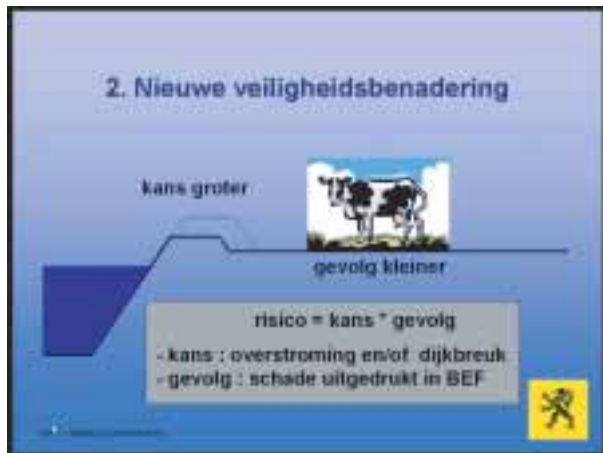 2. Nieuwe veiligheidsbenadering
kans groter
gevolg kleiner
risico = kans * gevolg
- kans : overstroming en/of dijkbreuk
- gevolg : schade uitgedrukt in BEF